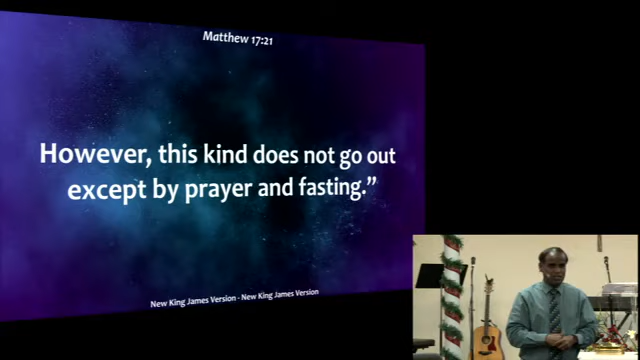 Matthew 17:21
However, this kind does not go out
except by prayer and fasting.”
New King James Version - New King James Version